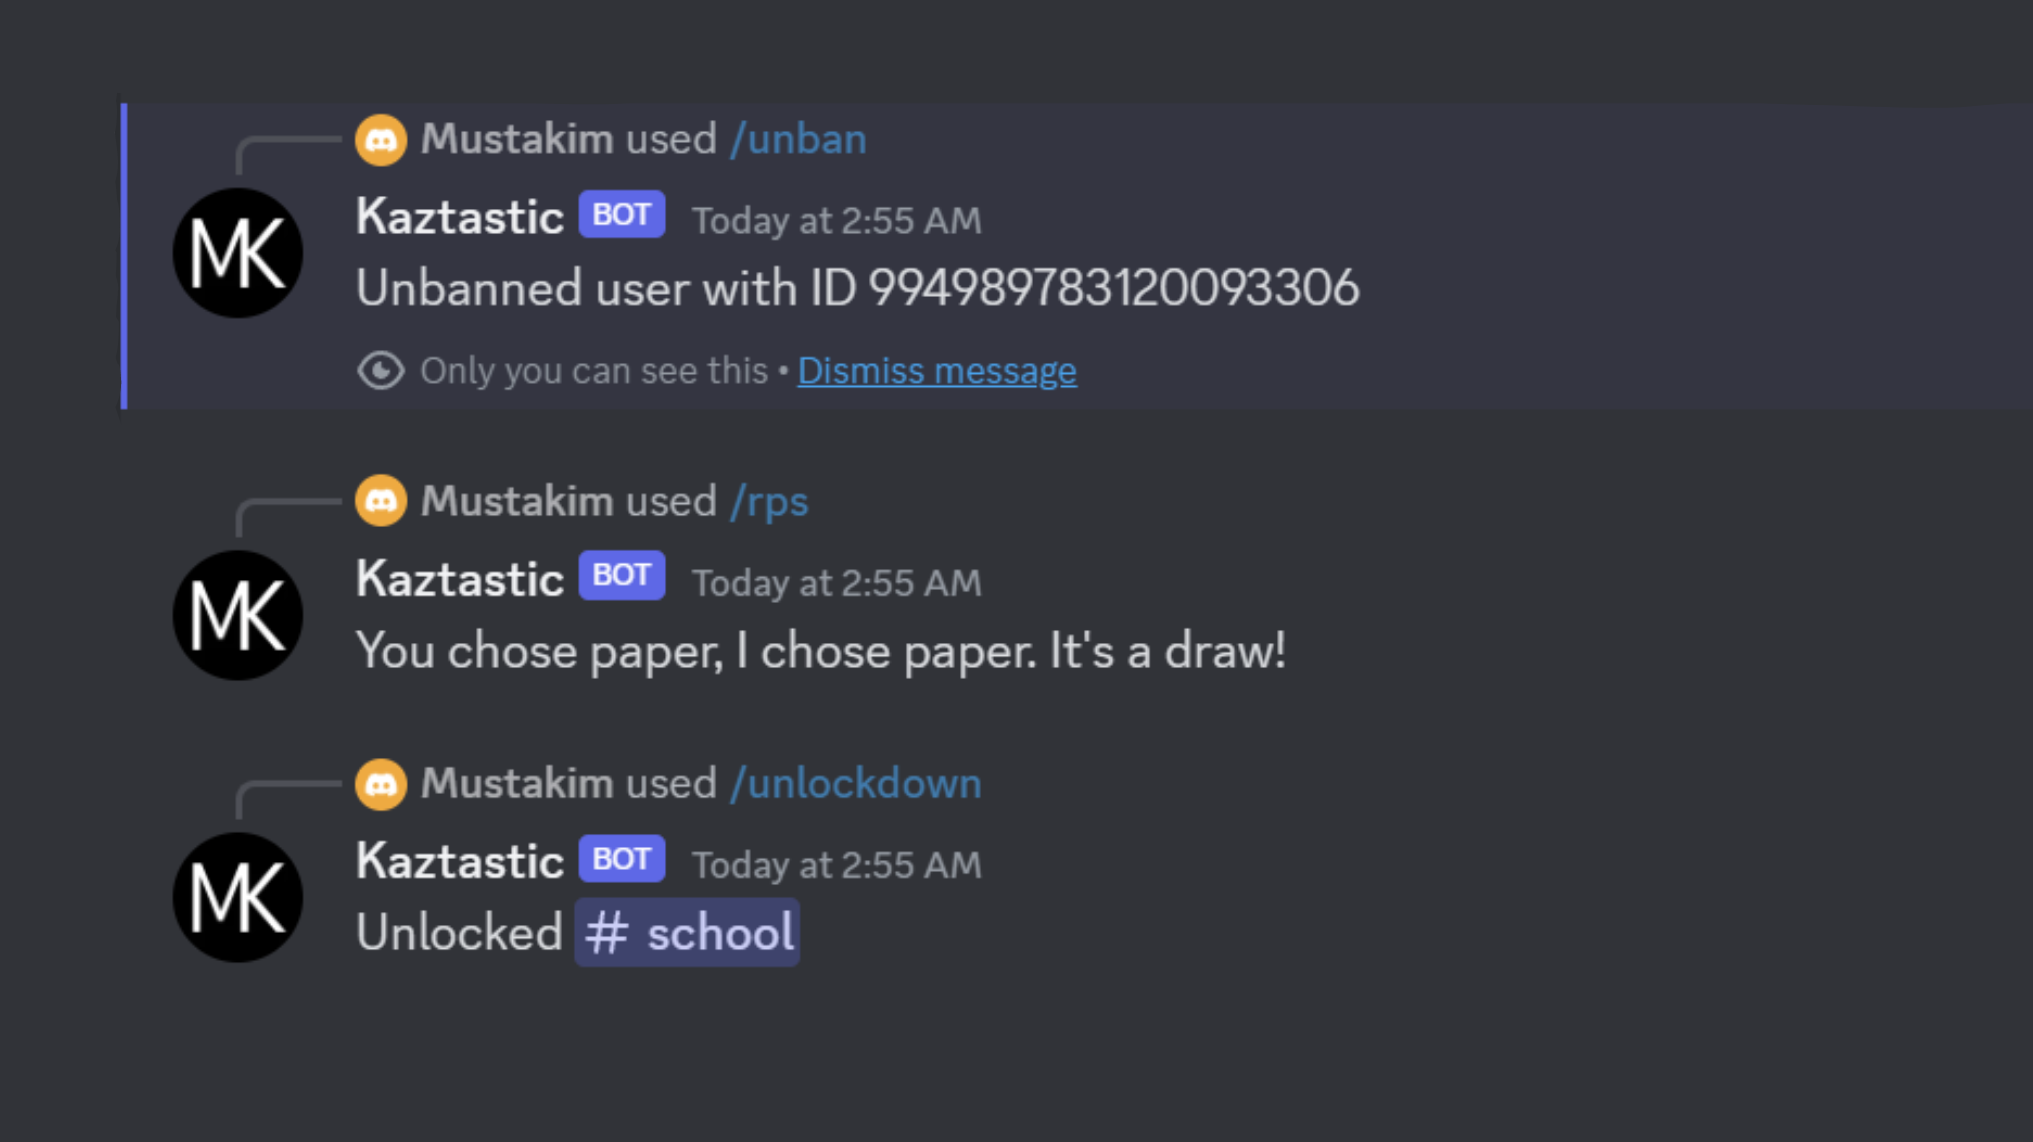 Mustakim used /unban
MK
Kaztastic BOT Today at 2:55 AM
Unbanned user with ID 994989783120093306
Only you can see this • Dismiss message
Mustakim used /rps
MK
Kaztastic BOT Today at 2:55 AM
You chose paper, I chose paper. It's a draw!
Mustakim used /unlockdown
MK
Kaztastic BOT Today at 2:55 AM
Unlocked # school